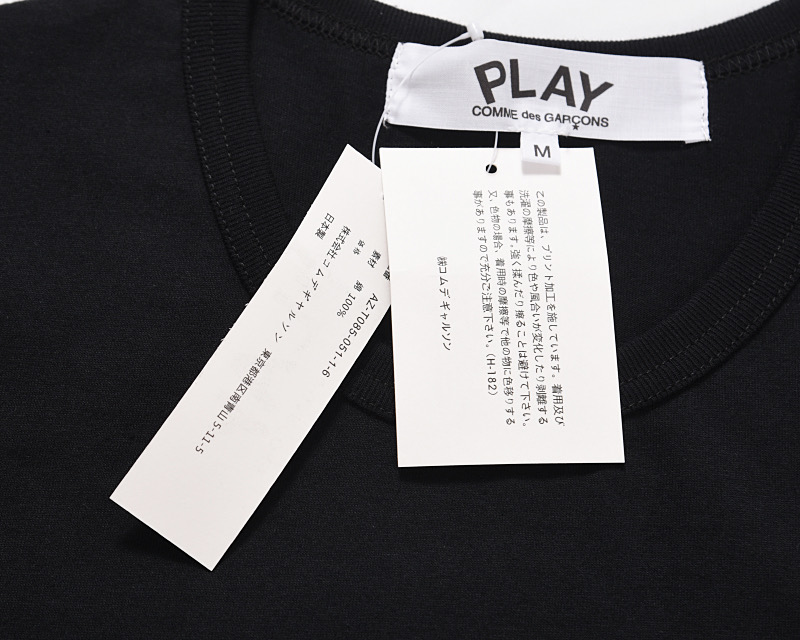 PLAY
COMME des GARÇONS
M
この製品は、プリント加工を施しています。着用及び
洗濯の摩擦等により色や風合いが変化したり剥離する
事もあります。強く揉んだり擦ることは避けて下さい。
又、色物の場合、着用時の摩擦等で他の物に色移りする
事がありますので充分ご注意下さい。(H-182)
㈱コムデギャルソン
AZ-T085-051-1-6
素材 綿 100%
規格
株式会社コムデギャルソン 東京都港区南青山5-11-5
日本製